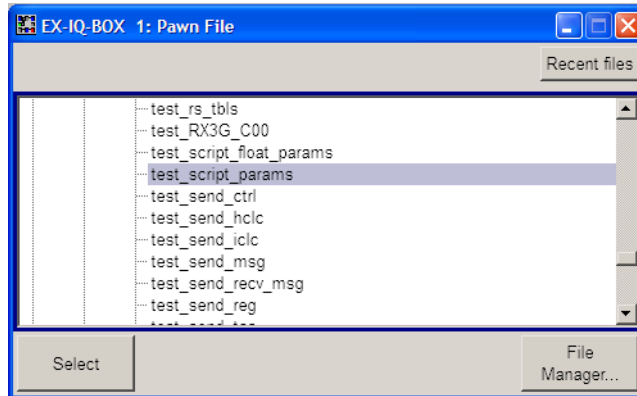 EX-IQ-BOX 1: Pawn File
Recent files
test_rs_tbls
test_RX3G_C00
test_script_float_params
test_script_params
test_send_ctrl
test_send_hclc
test_send_iclc
test_send_msg
test_send_recv_msg
test_send_reg
Select
File
Manager...